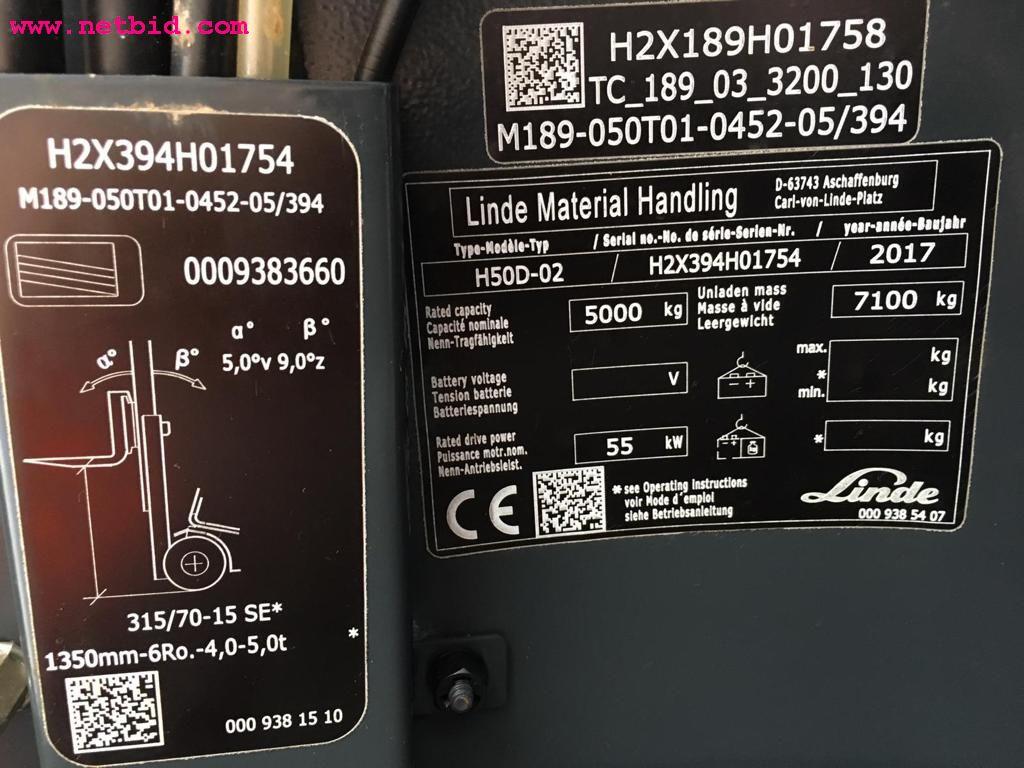 www.netbid.com
H2X394H01754
M189-050T01-0452-05/394
0009383660
α° β°
5,0°v 9,0°z
α° β°
315/70-15 SE*
1350mm-6Ro.-4,0-5,0t *
000 938 15 10
H2X189H01758
TC_189_03_3200_130
M189-050T01-0452-05/394
Linde Material Handling
D-63743 Aschaffenburg
Carl-von-Linde-Platz
Type-Modèle-Typ / Serial no.-No. de série-Serien-Nr. / year-année-Baujahr
H50D-02 / H2X394H01754 / 2017
Rated capacity
Capacité nominale
Nenn-Tragfähigkeit
5000 kg
Unladen mass
Masse à vide
Leergewicht
7100 kg
Battery voltage
Tension batterie
Batteriespannung
V
max. kg
*
min. kg
Rated drive power
Puissance motr.nom.
Nenn-Antriebsleist.
55 kW
* kg
CE
*see Operating Instructions
voir Mode d´emploi
siehe Betriebsanleitung
Linde
000 938 54 07